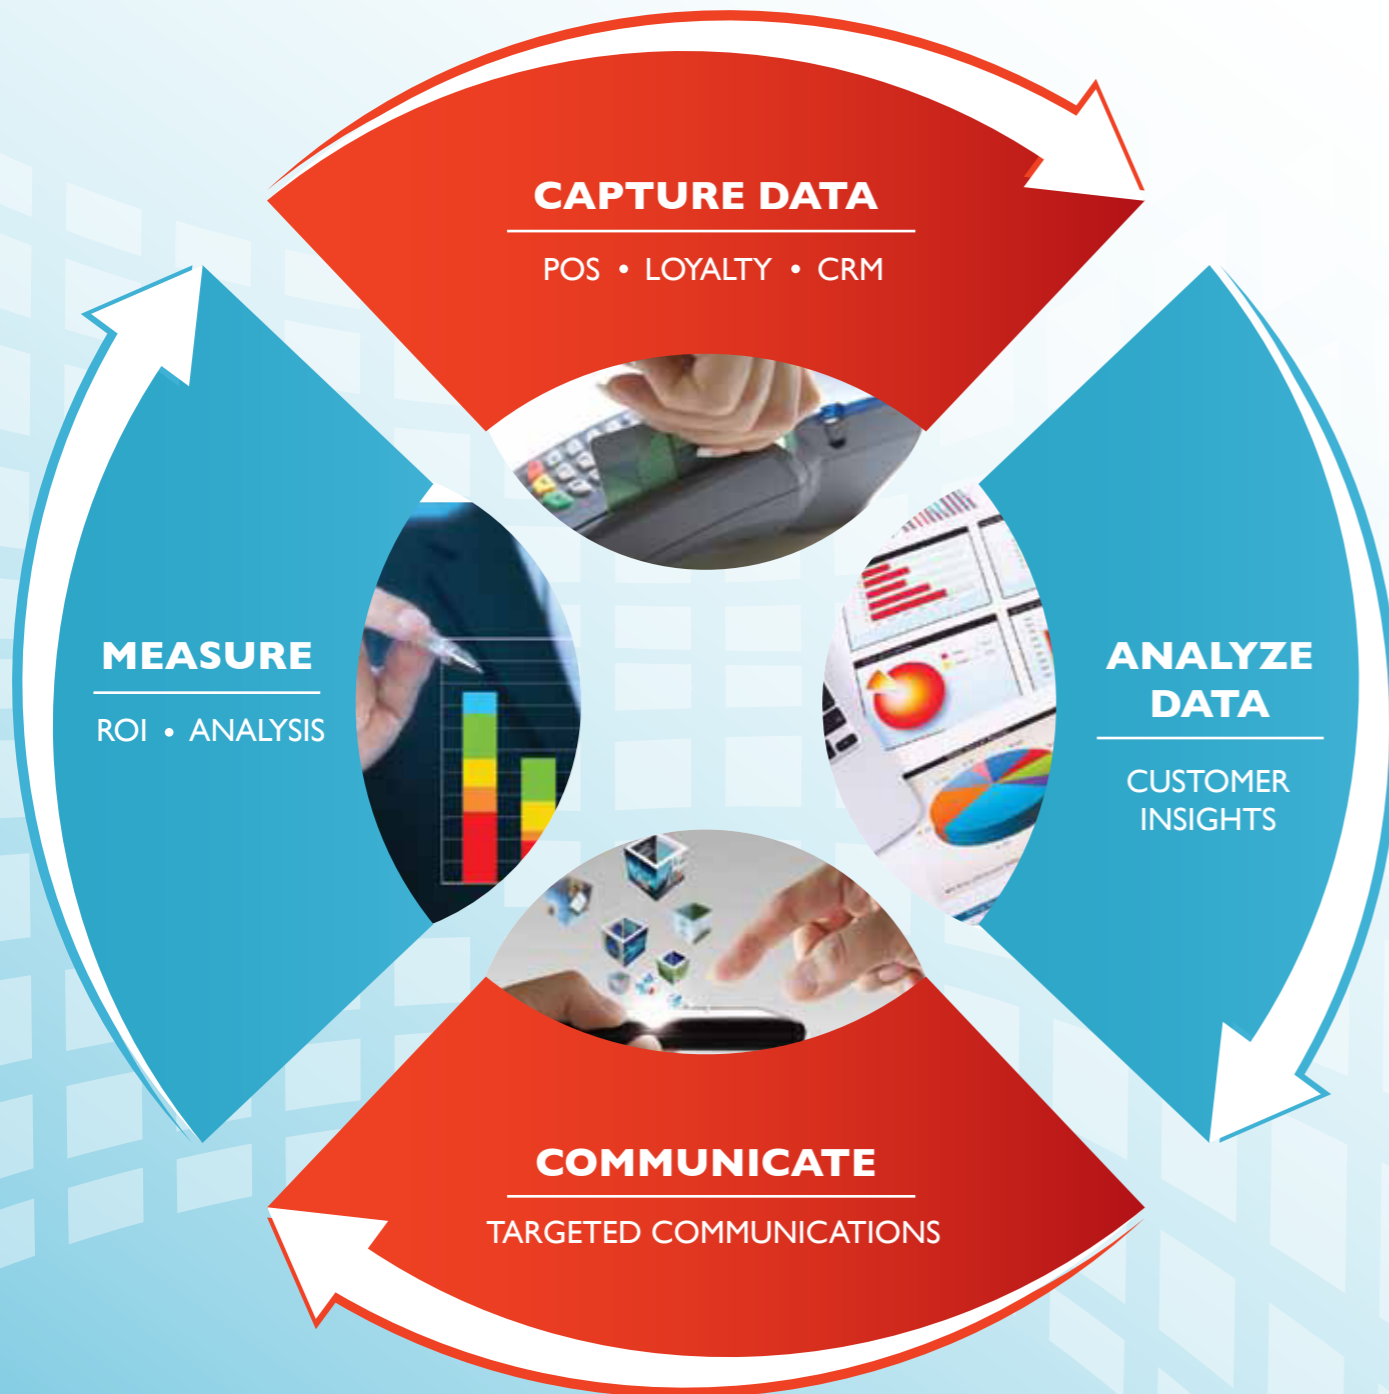 CAPTURE DATA
POS • LOYALTY • CRM
ANALYZE
DATA
CUSTOMER
INSIGHTS
COMMUNICATE
TARGETED COMMUNICATIONS
MEASURE
ROI • ANALYSIS